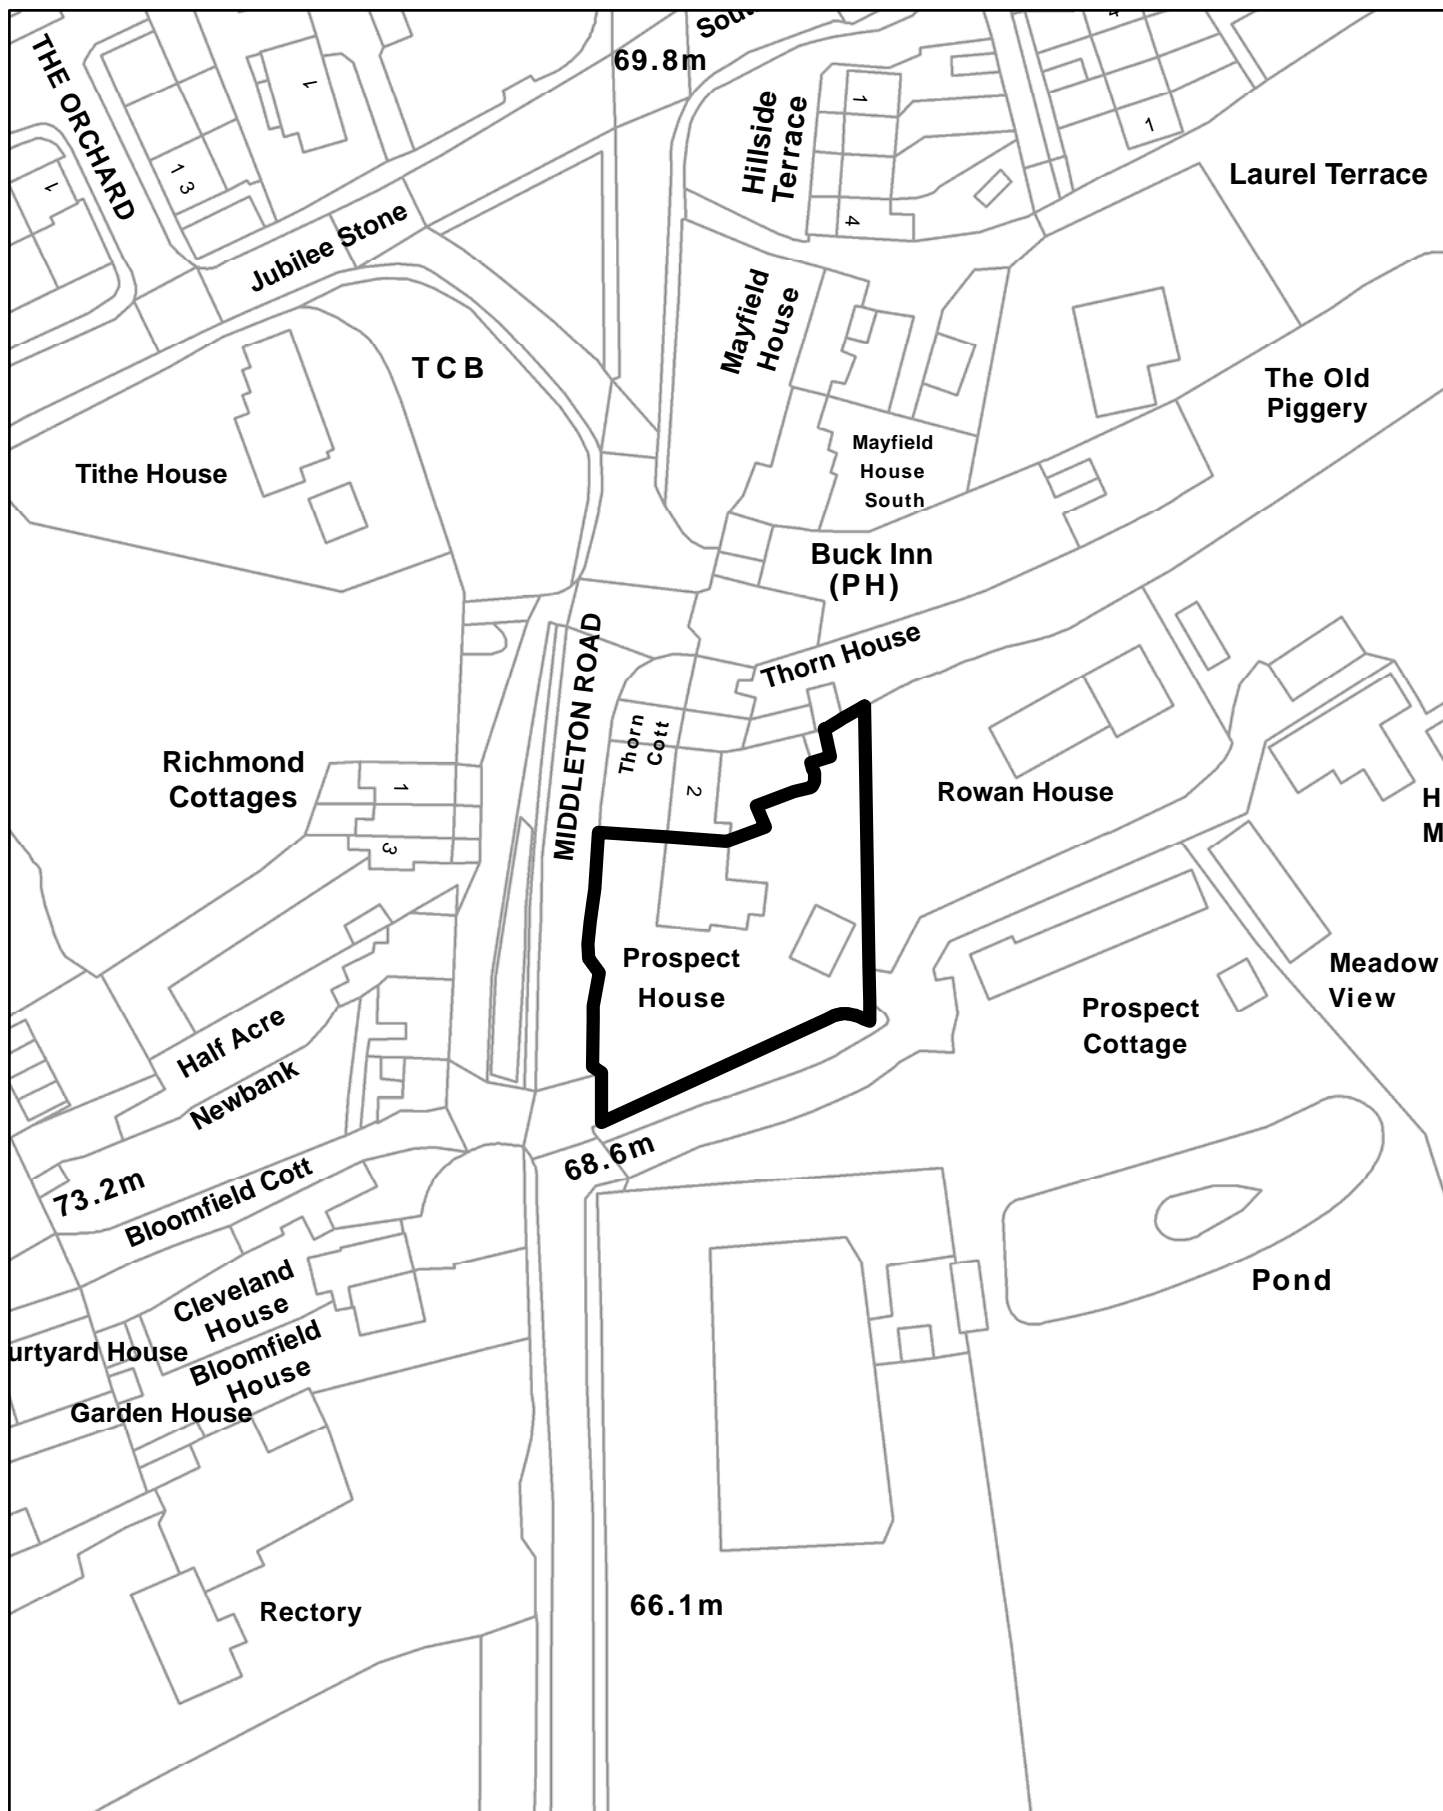 THE ORCHARD
69.8m
Hillside
Terrace
Laurel Terrace
Jubilee Stone
1
1
1
13
1
4
1
Mayfield
House
TCB
The Old
Piggery
Tithe House
Mayfield
House
South
Buck Inn
(PH)
Thorn House
MIDDLETON ROAD
Thorn
Cott
2
Richmond
Cottages
1
3
Rowan House
Prospect
House
Meadow
View
Prospect
Cottage
Half Acre
Newbank
73.2m
Bloomfield Cott
68.6m
Pond
Cleveland
House
Bloomfield
House
urtyard House
Garden House
Rectory
66.1m